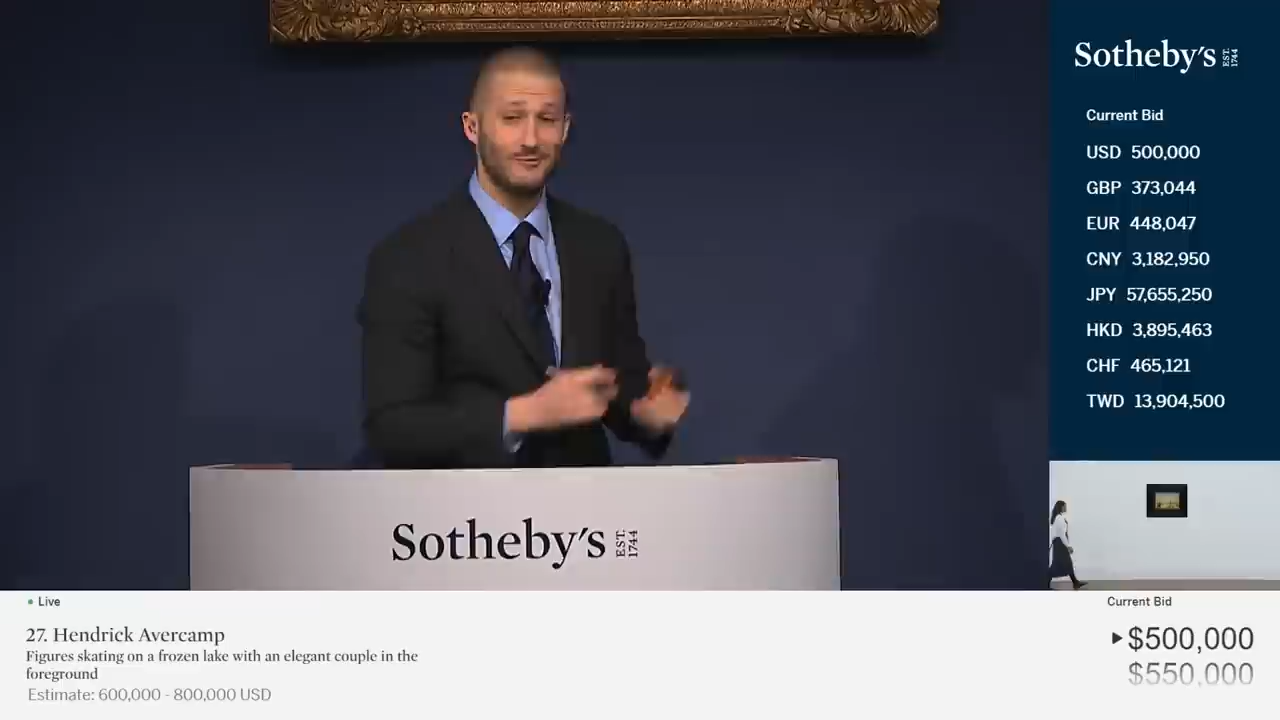 Sotheby's EST. 1744
Current Bid
USD 500,000
GBP 373,044
EUR 448,047
CNY 3,182,950
JPY 57,655,250
HKD 3,895,463
CHF 465,121
TWD 13,904,500
Sotheby's EST. 1744
Live
27. Hendrick Avercamp
Figures skating on a frozen lake with an elegant couple in the
foreground
Estimate: 600,000 - 800,000 USD
Current Bid
$500,000
$550,000